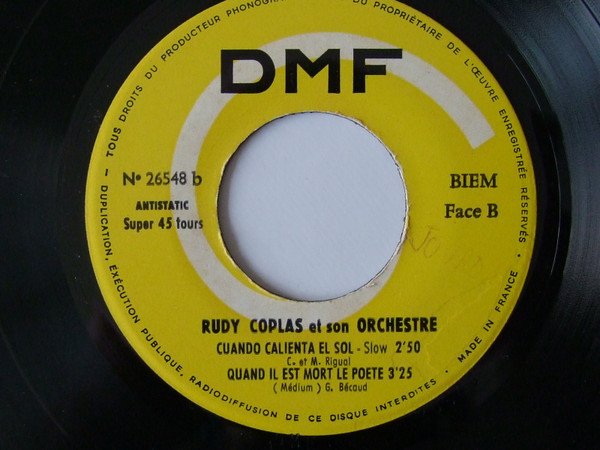 TOUS DROITS DU PRODUCTEUR PHONOGRA
DU PROPRIÉTAIRE DE L'ŒUVRE ENREGISTRÉE RÉSERVÉS
DMF
Nº 26548 b
BIEM
ANTISTATIC
Face B
Super 45 tours
RUDY COPLAS et son ORCHESTRE
CUANDO CALIENTA EL SOL - Slow 2'50
C. et M. Rigual
QUAND IL EST MORT LE POETE 3'25
( Médium ) G. Bécaud
- DUPLICATION, EXÉCUTION PUBLIQUE, RADIODIFFUSION DE CE DISQUE INTERDITES • MADE IN FRANCE •